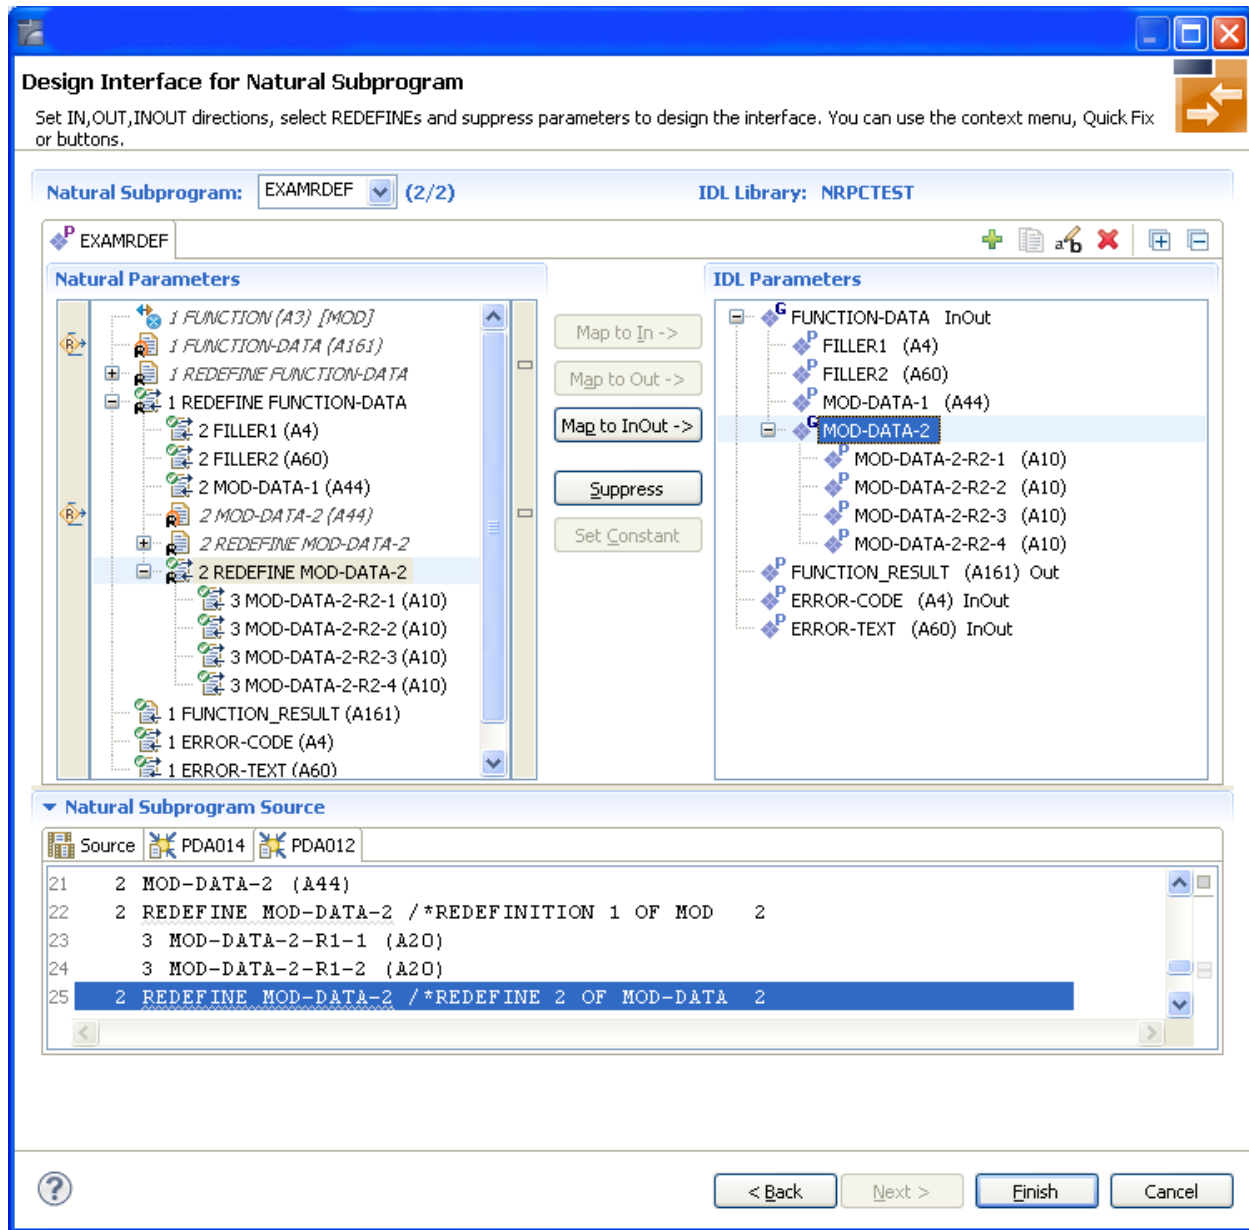 Design Interface for Natural Subprogram
Set IN,OUT,INOUT directions, select REDEFINEs and suppress parameters to design the interface. You can use the context menu, Quick Fix
or buttons.
Natural Subprogram: EXAMRDEF (2/2) IDL Library: NRPCTEST
EXAMRDEF
Natural Parameters
1 FUNCTION (A3) [MOD]
1 FUNCTION-DATA (A161)
1 REDEFINE FUNCTION-DATA
1 REDEFINE FUNCTION-DATA
2 FILLER1 (A4)
2 FILLER2 (A60)
2 MOD-DATA-1 (A44)
2 MOD-DATA-2 (A44)
2 REDEFINE MOD-DATA-2
2 REDEFINE MOD-DATA-2
3 MOD-DATA-2-R2-1 (A10)
3 MOD-DATA-2-R2-2 (A10)
3 MOD-DATA-2-R2-3 (A10)
3 MOD-DATA-2-R2-4 (A10)
1 FUNCTION_RESULT (A161)
1 ERROR-CODE (A4)
1 ERROR-TEXT (A60)
Map to In ->
Map to Out ->
Map to InOut ->
Suppress
Set Constant
IDL Parameters
FUNCTION-DATA InOut
FILLER1 (A4)
FILLER2 (A60)
MOD-DATA-1 (A44)
MOD-DATA-2
MOD-DATA-2-R2-1 (A10)
MOD-DATA-2-R2-2 (A10)
MOD-DATA-2-R2-3 (A10)
MOD-DATA-2-R2-4 (A10)
FUNCTION_RESULT (A161) Out
ERROR-CODE (A4) InOut
ERROR-TEXT (A60) InOut
Natural Subprogram Source
Source PDA014 PDA012
21 2 MOD-DATA-2 (A44)
22 2 REDEFINE MOD-DATA-2 /*REDEFINITION 1 OF MOD 2
23 3 MOD-DATA-2-R1-1 (A20)
24 3 MOD-DATA-2-R1-2 (A20)
25 2 REDEFINE MOD-DATA-2 /*REDEFINE 2 OF MOD-DATA 2
< Back Next > Finish Cancel